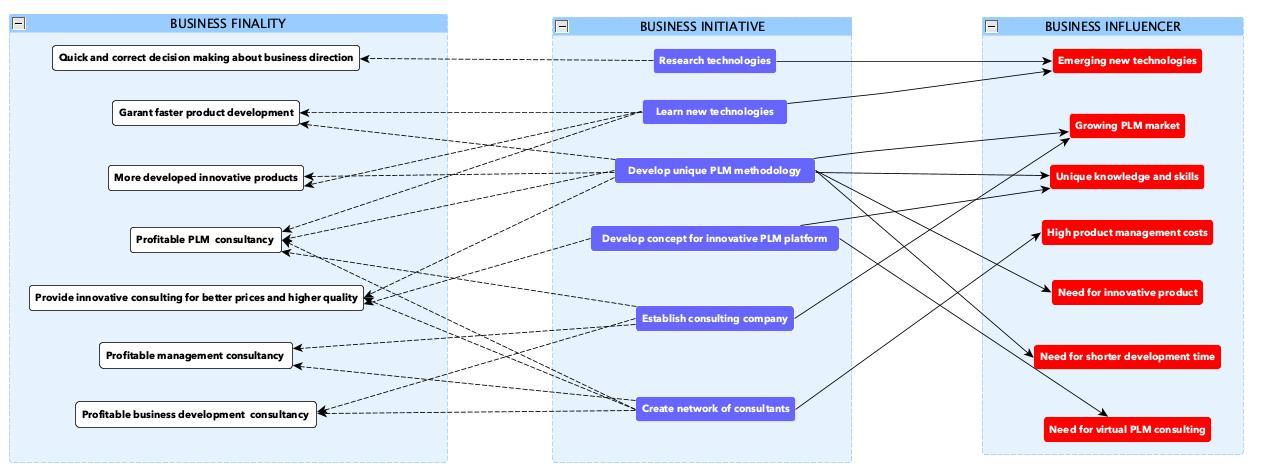 BUSINESS FINALITY
Quick and correct decision making about business direction
Garant faster product development
More developed innovative products
Profitable PLM consultancy
Provide innovative consulting for better prices and higher quality
Profitable management consultancy
Profitable business development consultancy
BUSINESS INITIATIVE
Research technologies
Learn new technologies
Develop unique PLM methodology
Develop concept for innovative PLM platform
Establish consulting company
Create network of consultants
BUSINESS INFLUENCER
Emerging new technologies
Growing PLM market
Unique knowledge and skills
High product management costs
Need for innovative product
Need for shorter development time
Need for virtual PLM consulting